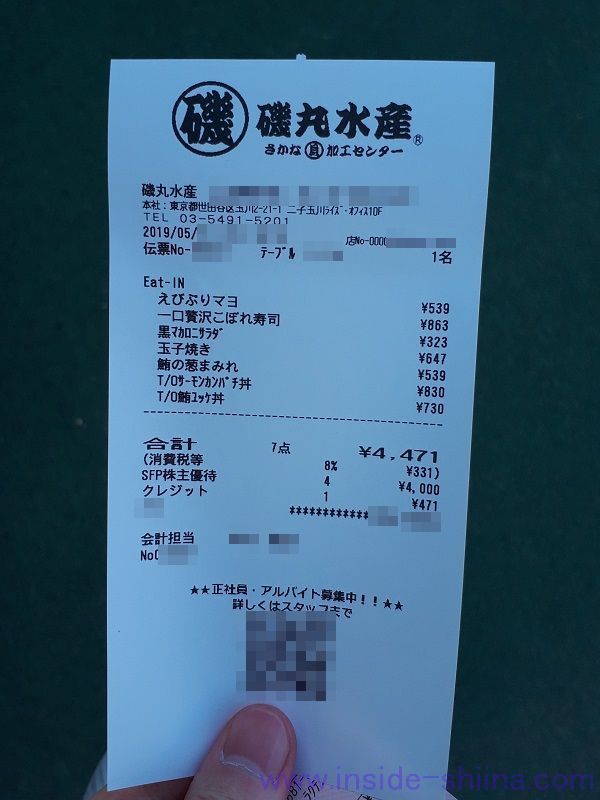 磯 磯丸水産®
さかな 貝 加工センター
磯丸水産
本社：東京都世田谷区玉川2-21-1 二子玉川ライズ・オフィス10F
TEL 03-5491-5201
2019/05/ 店No-0000
伝票No- テーブル 1名
Eat-IN
えびぷりマヨ ¥539
一口贅沢こぼれ寿司 ¥863
黒マカロニサラダ ¥323
玉子焼き ¥647
鮪の葱まみれ ¥539
T/Oサーモンカンパチ丼 ¥830
T/O鮪ユッケ丼 ¥730
合計 7点 ¥4,471
(消費税等 8% ¥331)
SFP株主優待 4 ¥4,000
クレジット 1 ¥471
************
会計担当
No0
★★正社員・アルバイト募集中！！★★
詳しくはスタッフまで
www.inside-shiina.com